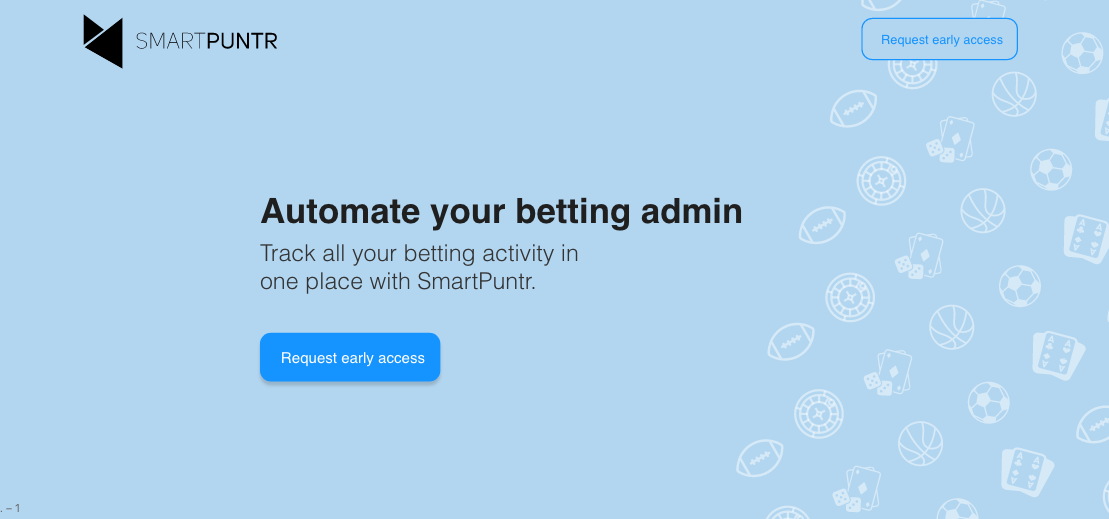 SMARTPUNTR
Request early access
Automate your betting admin
Track all your betting activity in
one place with SmartPuntr.
Request early access
. – 1